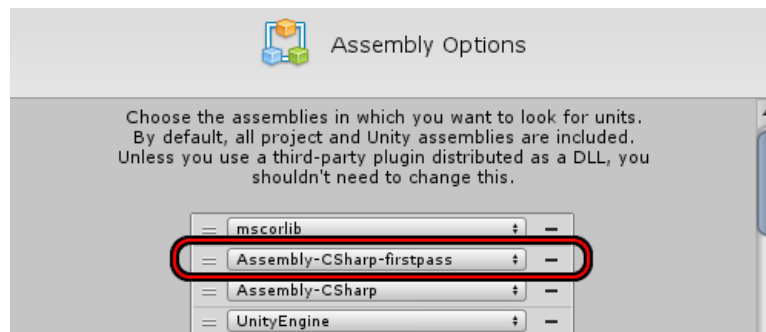 Assembly Options
Choose the assemblies in which you want to look for units.
By default, all project and Unity assemblies are included.
Unless you use a third-party plugin distributed as a DLL, you
shouldn't need to change this.
mscorlib
Assembly-CSharp-firstpass
Assembly-CSharp
UnityEngine